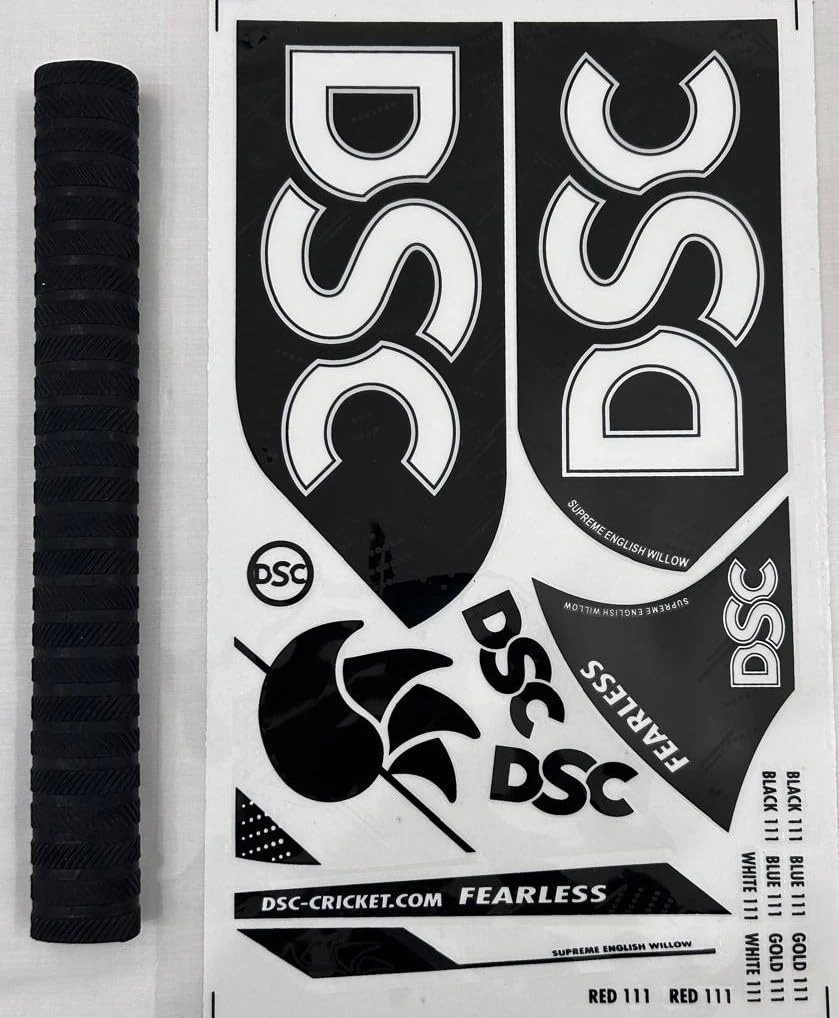 DSC
DSC
SUPREME ENGLISH WILLOW
DSC
SUPREME ENGLISH WILLOW
DSC
FEARLESS
DSC
DSC
DSC-CRICKET.COM FEARLESS
SUPREME ENGLISH WILLOW
BLACK 111 BLUE 111 GOLD 111
BLACK 111 BLUE 111 GOLD 111
WHITE 111 WHITE 111
RED 111 RED 111